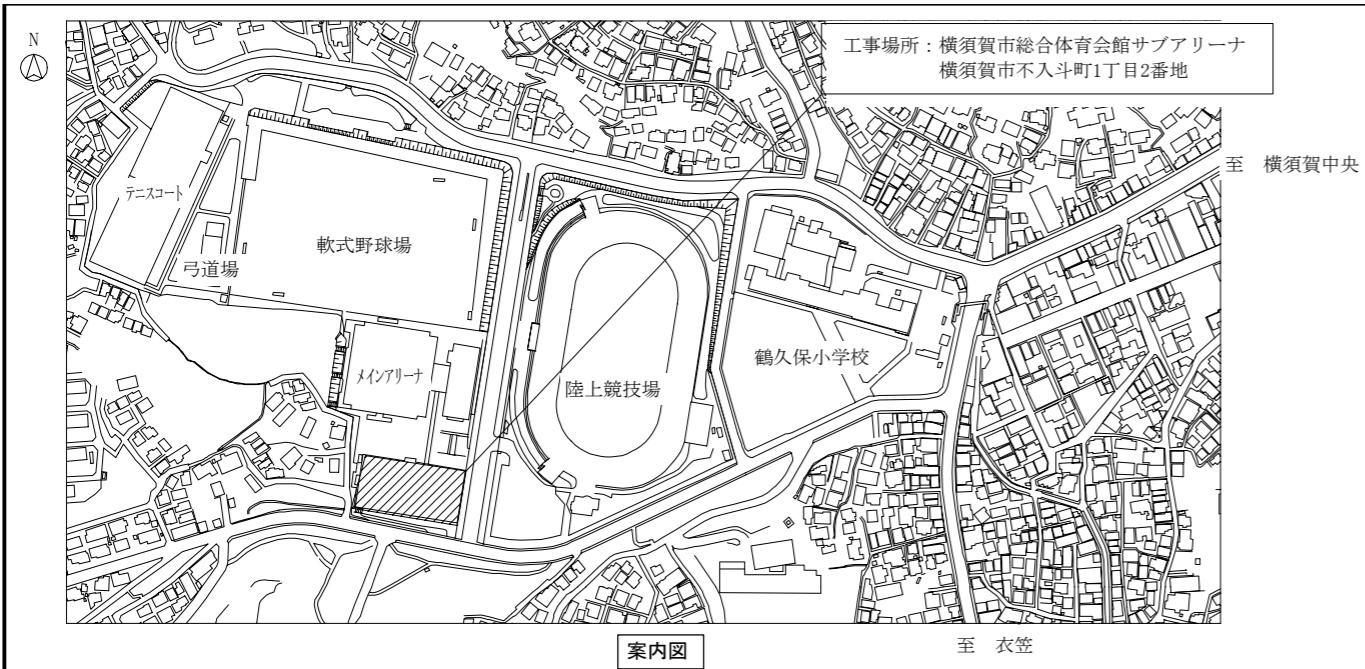 N
工事場所：横須賀市総合体育会館サブアリーナ
横須賀市不入斗町1丁目2番地
至　横須賀中央
テニスコート
軟式野球場
弓道場
鶴久保小学校
メインアリーナ
陸上競技場
案内図
至　衣笠